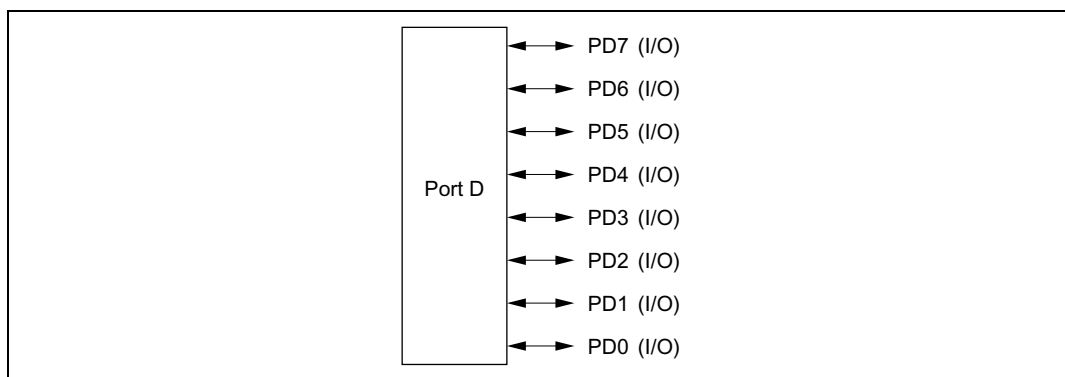 PD7 (I/O)
PD6 (I/O)
PD5 (I/O)
PD4 (I/O)
Port D
PD3 (I/O)
PD2 (I/O)
PD1 (I/O)
PD0 (I/O)